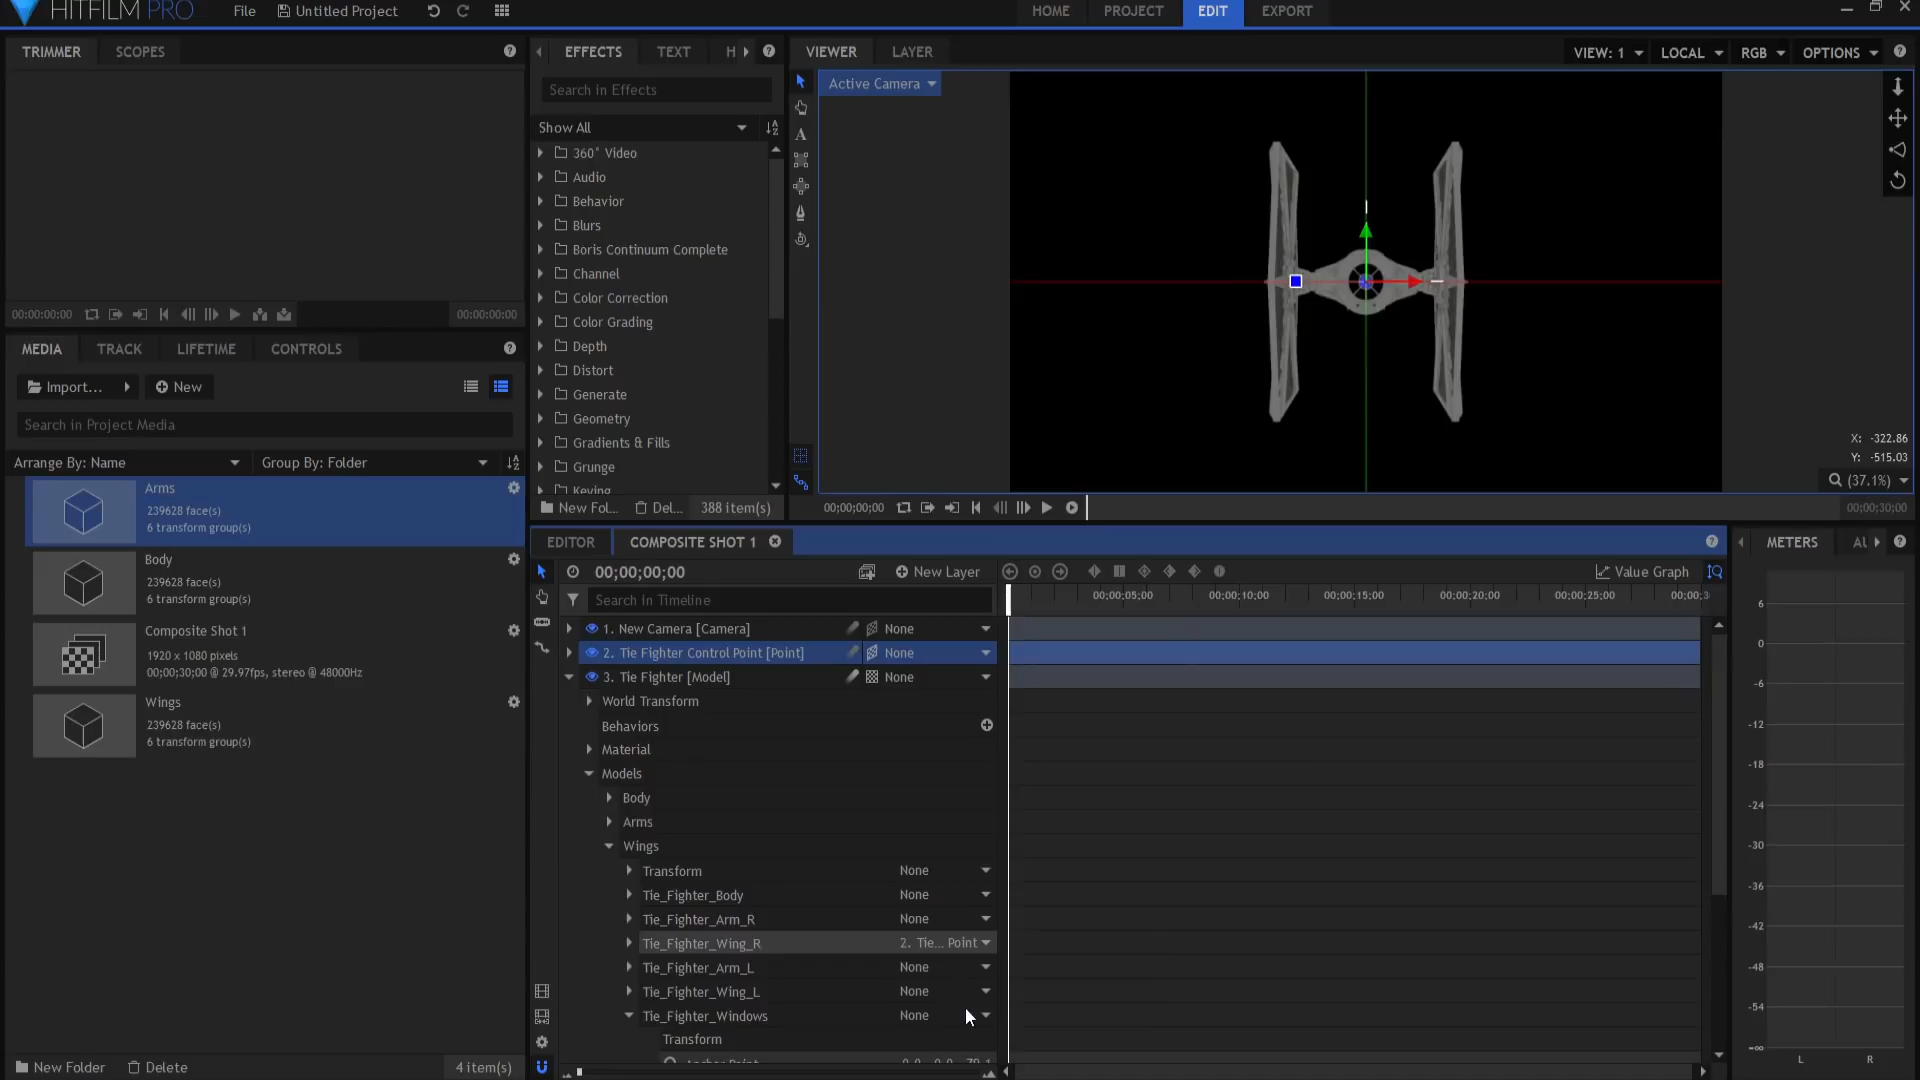 HITFILM PRO
File
Untitled Project
HOME
PROJECT
EDIT
EXPORT
TRIMMER
SCOPES
00:00:00:00
00:00:00:00
MEDIA
TRACK
LIFETIME
CONTROLS
Import...
New
Search in Project Media
Arrange By: Name
Group By: Folder
Arms
239628 face(s)
6 transform group(s)
Body
239628 face(s)
6 transform group(s)
Composite Shot 1
1920 x 1080 pixels
00;00;30;00 @ 29.97fps, stereo @ 48000Hz
Wings
239628 face(s)
6 transform group(s)
New Folder
Delete
4 item(s)
EFFECTS
TEXT
H
Search in Effects
Show All
360° Video
Audio
Behavior
Blurs
Boris Continuum Complete
Channel
Color Correction
Color Grading
Depth
Distort
Generate
Geometry
Gradients & Fills
Grunge
Keying
New Fol...
Del...
388 item(s)
VIEWER
LAYER
VIEW: 1
LOCAL
RGB
OPTIONS
Active Camera
X: -322.86
Y: -515.03
(37.1%)
00;00;00;00
00;00;30;00
EDITOR
COMPOSITE SHOT 1
00;00;00;00
New Layer
Value Graph
Search in Timeline
00;00;05;00
00;00;10;00
00;00;15;00
00;00;20;00
00;00;25;00
00;00;3
1. New Camera [Camera] None
2. Tie Fighter Control Point [Point] None
3. Tie Fighter [Model] None
World Transform
Behaviors
Material
Models
Body
Arms
Wings
Transform None
Tie_Fighter_Body None
Tie_Fighter_Arm_R None
Tie_Fighter_Wing_R 2. Tie... Point
Tie_Fighter_Arm_L None
Tie_Fighter_Wing_L None
Tie_Fighter_Windows None
Transform
METERS
6
0
-6
-12
-18
-24
-30
-36
-42
-48
-54
-∞
L
R